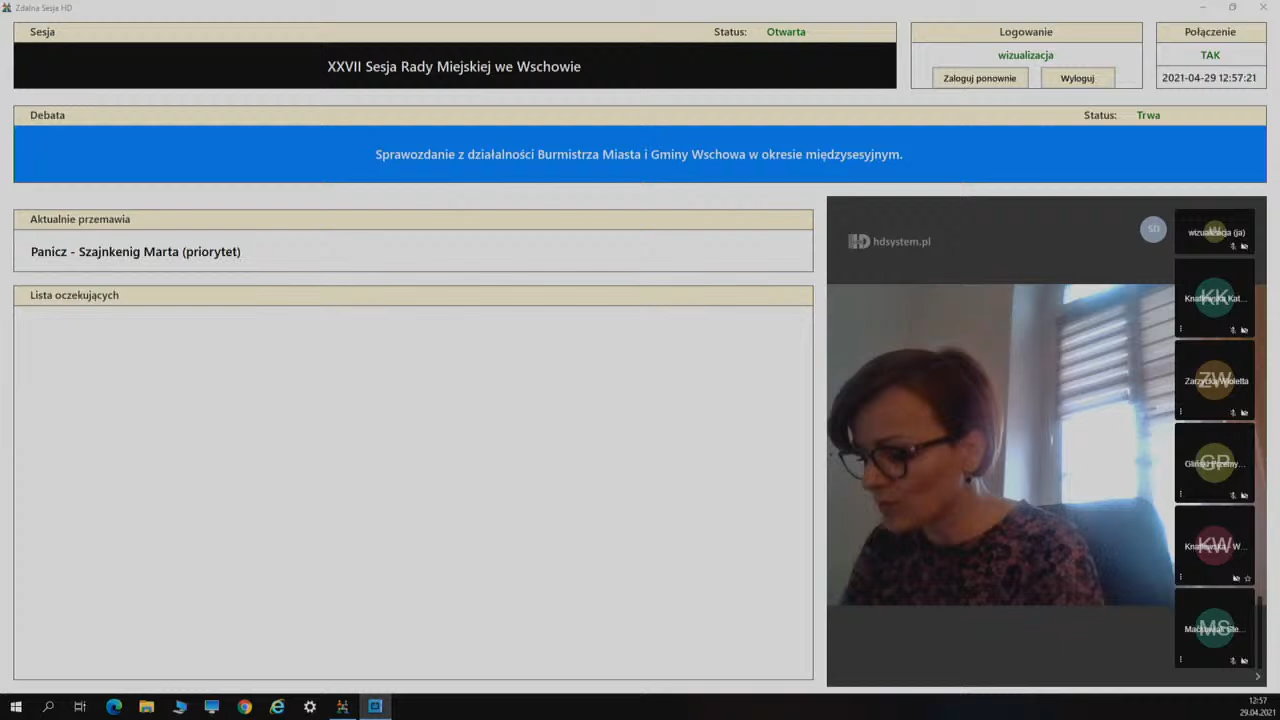 Zdalna Sesja HD
Sesja
Status: Otwarta
XXVII Sesja Rady Miejskiej we Wschowie
Logowanie
wizualizacja
Zaloguj ponownie
Wyloguj
Połączenie
TAK
2021-04-29 12:57:21
Debata
Status: Trwa
Sprawozdanie z działalności Burmistrza Miasta i Gminy Wschowa w okresie międzysesyjnym.
Aktualnie przemawia
Panicz - Szajnkenig Marta (priorytet)
Lista oczekujących
HD hdsystem.pl
SD
W
wizualizacja (ja)
KK
ZW
Zarzycka Wioletta
GP
KW
MS
12:57
29.04.2021